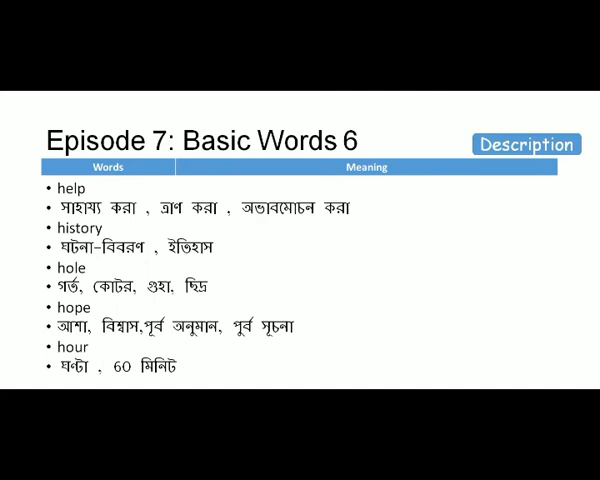 Episode 7: Basic Words 6
Description
Words Meaning
• help
• সাহায্য করা , ত্রাণ করা , অভাবমোচন করা
• history
• ঘটনা-বিবরণ , ইতিহাস
• hole
• গর্ত, কোটর, গুহা, ছিদ্র
• hope
• আশা, বিশ্বাস,পূর্ব অনুমান, পুর্ব সূচনা
• hour
• ঘণ্টা , 60 মিনিট